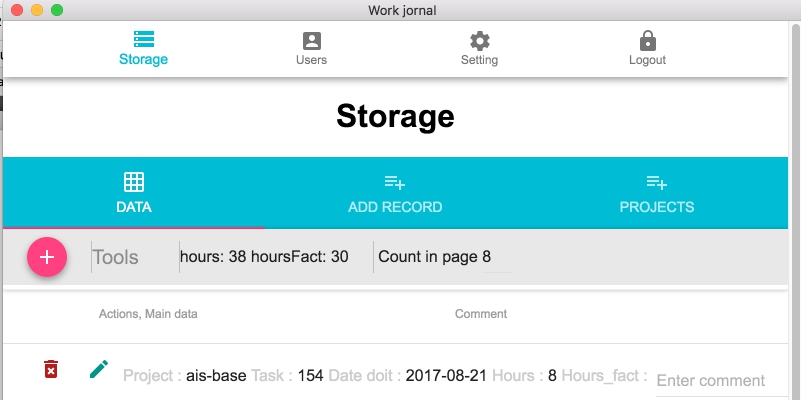 Work jornal
Storage Users Setting Logout
Storage
DATA ADD RECORD PROJECTS
Tools hours: 38 hoursFact: 30 Count in page 8
Actions, Main data Comment
Project : ais-base Task : 154 Date doit : 2017-08-21 Hours : 8 Hours_fact : Enter comment